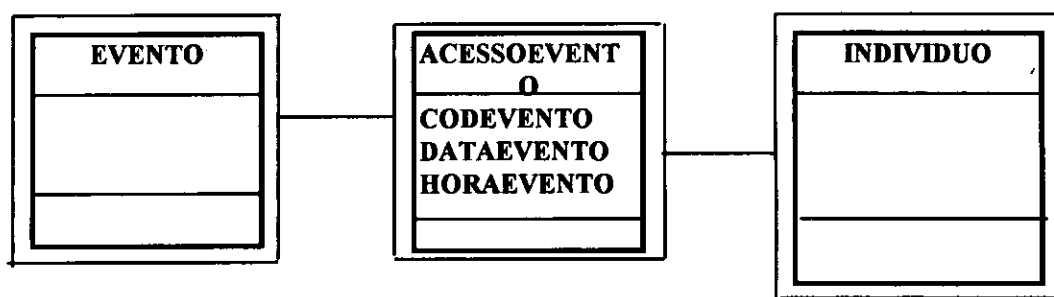 EVENTO
ACESSOEVENT
O
CODEVENTO
DATAEVENTO
HORAEVENTO
INDIVIDUO